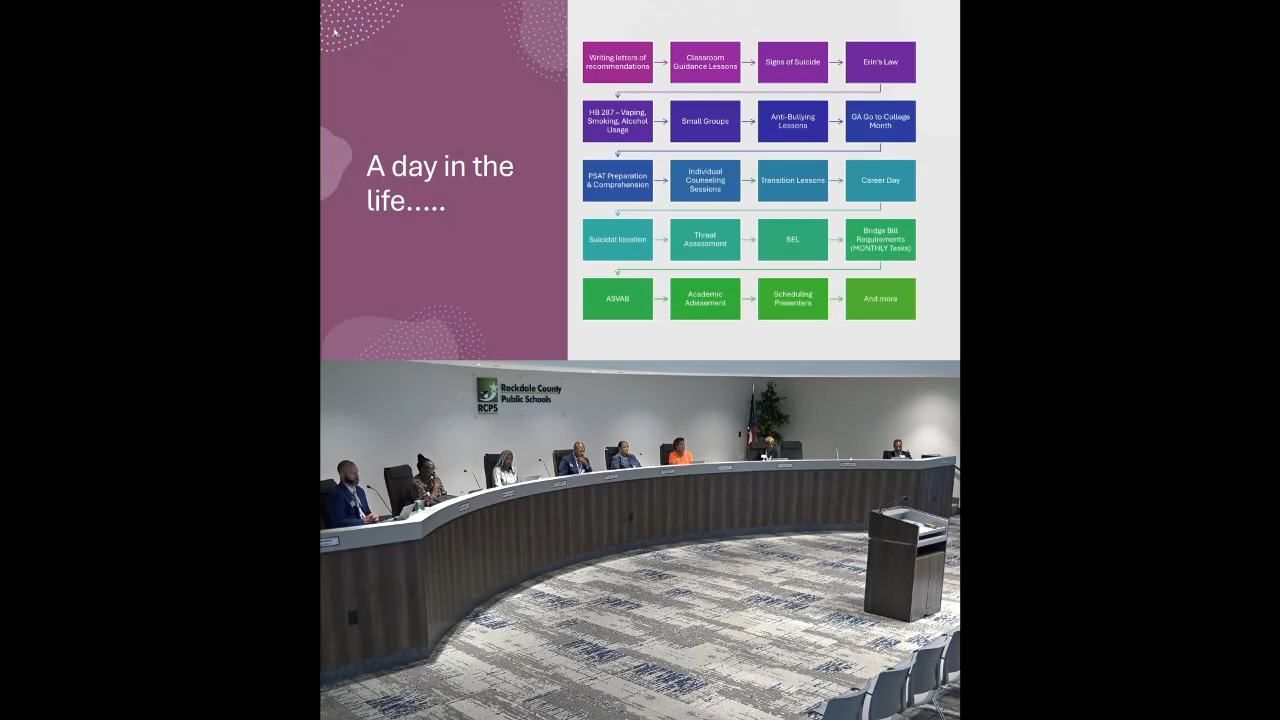 A day in the
life.....
Writing letters of
recommendations
Classroom
Guidance Lessons
Signs of Suicide
Erin's Law
HB 287 – Vaping,
Smoking, Alcohol
Usage
Small Groups
Anti-Bullying
Lessons
GA Go to College
Month
PSAT Preparation
& Comprehension
Individual
Counseling
Sessions
Transition Lessons
Career Day
Suicidal Ideation
Threat
Assessment
SEL
Bridge Bill
Requirements
(MONTHLY Tasks)
ASVAB
Academic
Advisement
Scheduling
Presenters
And more
Rockdale County
Public Schools
RCPS